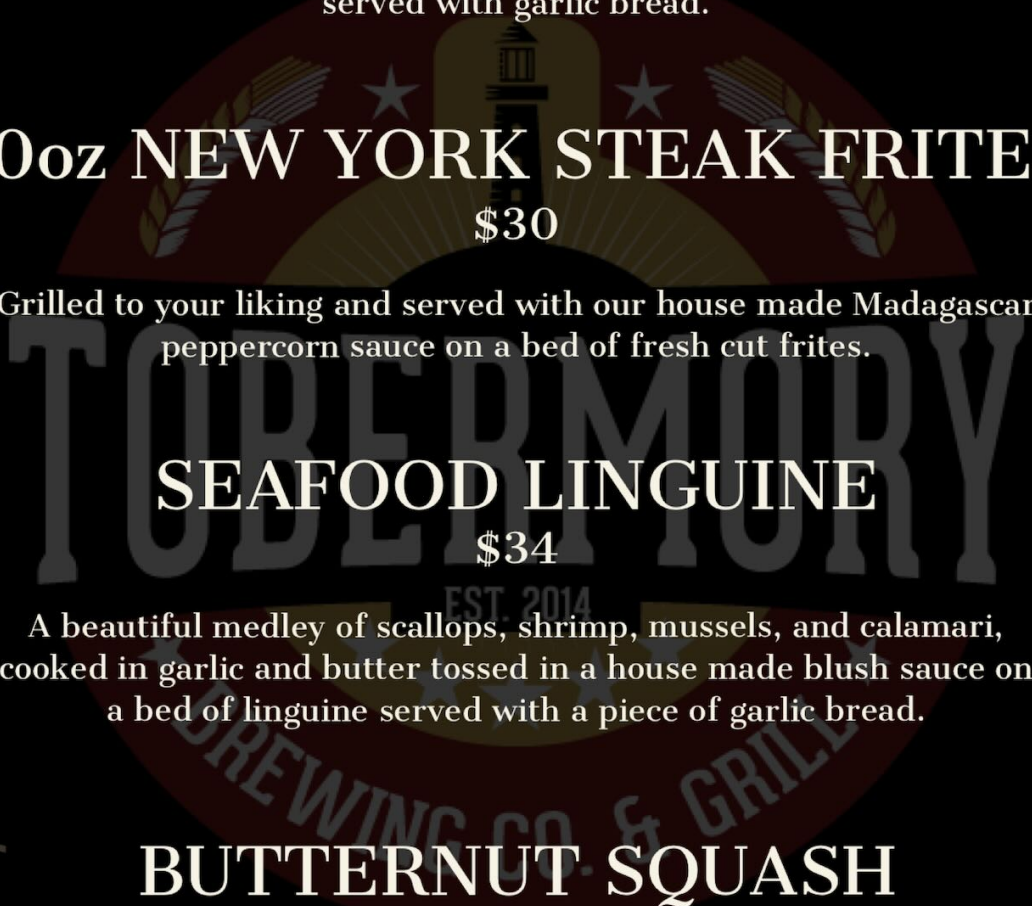 served with garlic bread.
0oz NEW YORK STEAK FRITE
$30
Grilled to your liking and served with our house made Madagascar
peppercorn sauce on a bed of fresh cut frites.
TOBERMORY
SEAFOOD LINGUINE
$34
EST. 2014
A beautiful medley of scallops, shrimp, mussels, and calamari,
cooked in garlic and butter tossed in a house made blush sauce on
a bed of linguine served with a piece of garlic bread.
BREWING CO. & GRILL
BUTTERNUT SQUASH